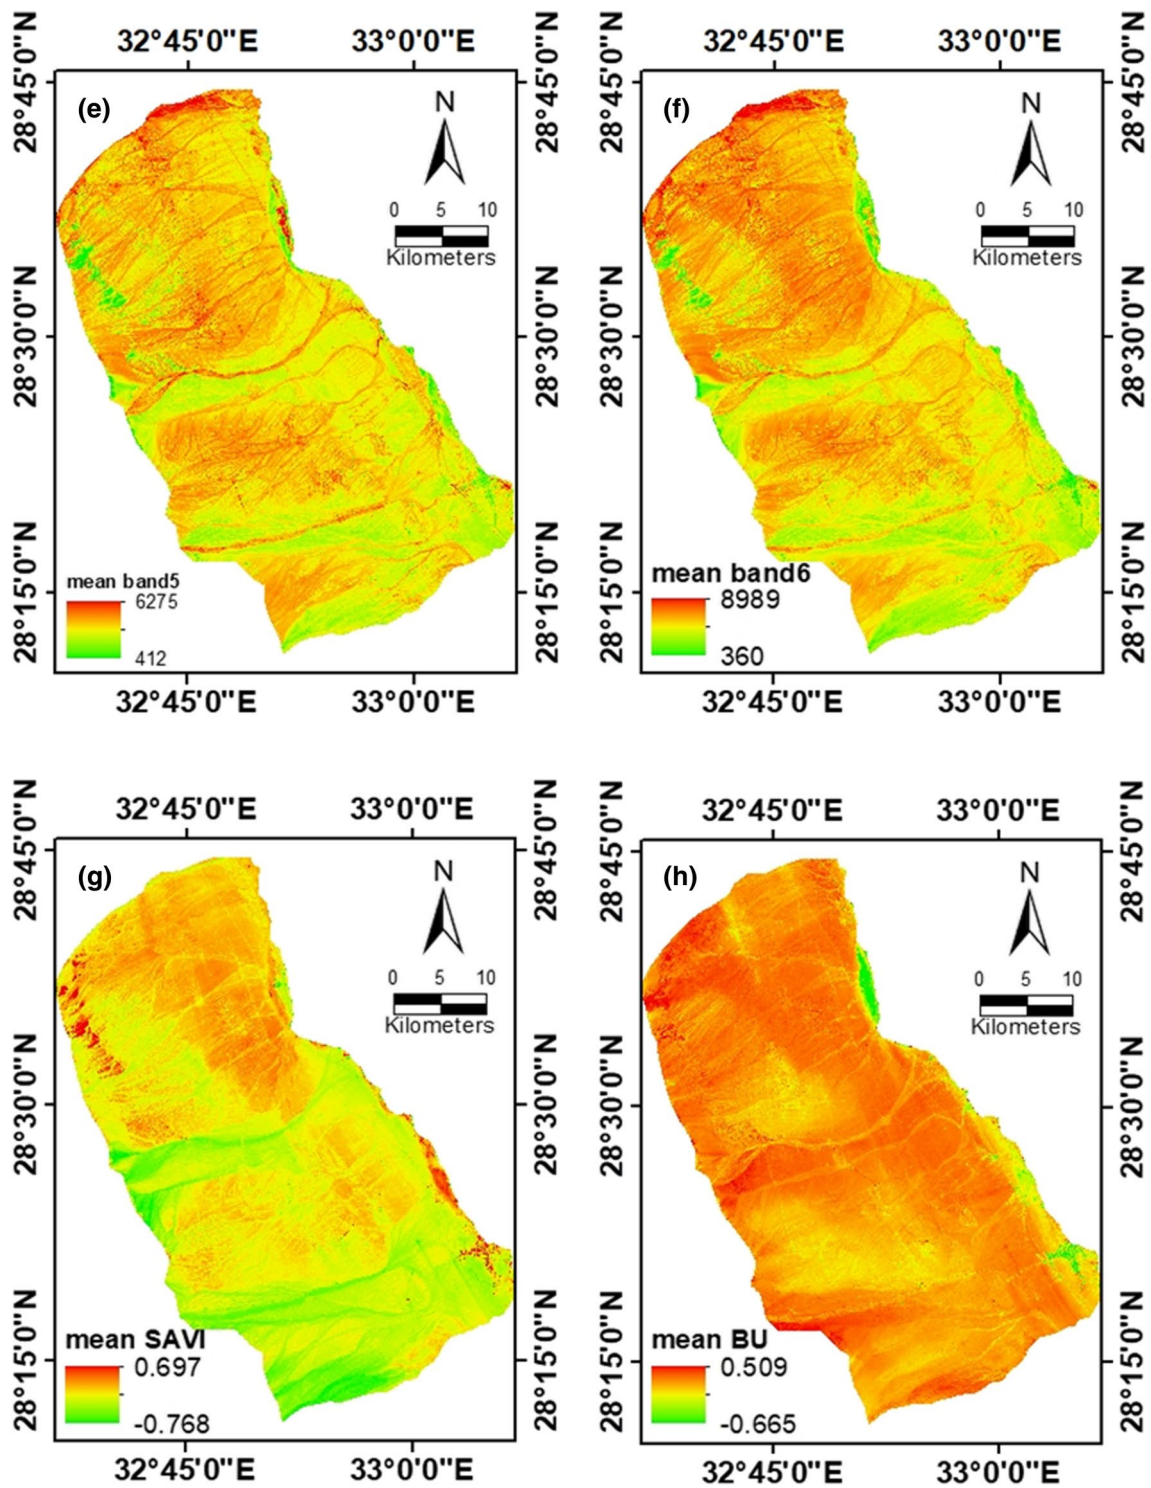 32°45'0"E 33°0'0"E
28°45'0"N 28°45'0"N
(e)
N
0 5 10
Kilometers
28°30'0"N 28°30'0"N
mean band5
6275
412
28°15'0"N 28°15'0"N
32°45'0"E 33°0'0"E
32°45'0"E 33°0'0"E
28°45'0"N 28°45'0"N
(f)
N
0 5 10
Kilometers
28°30'0"N 28°30'0"N
mean band6
8989
360
28°15'0"N 28°15'0"N
32°45'0"E 33°0'0"E
32°45'0"E 33°0'0"E
28°45'0"N 28°45'0"N
(g)
N
0 5 10
Kilometers
28°30'0"N 28°30'0"N
mean SAVI
0.697
-0.768
28°15'0"N 28°15'0"N
32°45'0"E 33°0'0"E
32°45'0"E 33°0'0"E
28°45'0"N 28°45'0"N
(h)
N
0 5 10
Kilometers
28°30'0"N 28°30'0"N
mean BU
0.509
-0.665
28°15'0"N 28°15'0"N
32°45'0"E 33°0'0"E